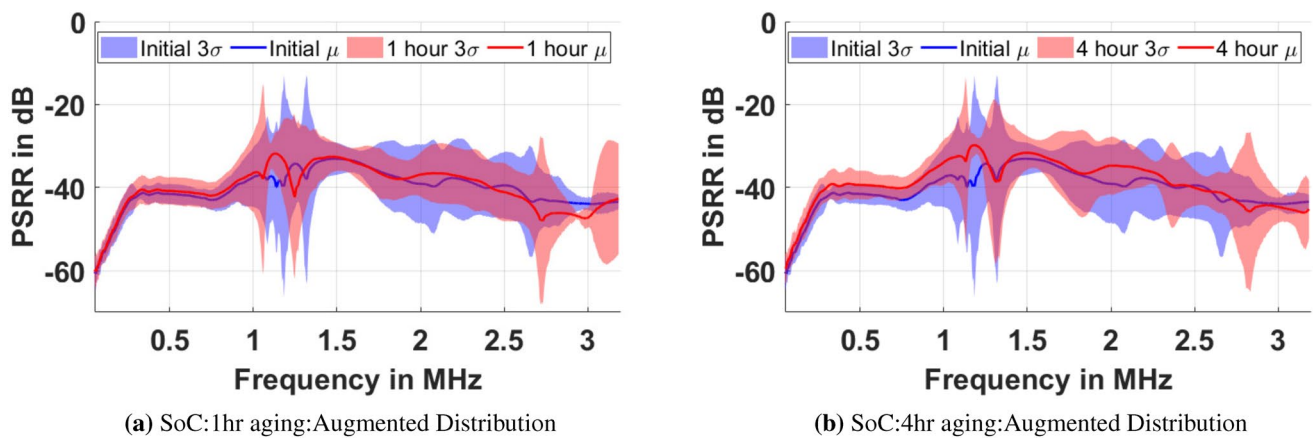 0
-20
-40
-60
PSRR in dB
Initial 3σ Initial μ 1 hour 3σ 1 hour μ
0.5 1 1.5 2 2.5 3
Frequency in MHz
(a) SoC:1hr aging:Augmented Distribution
0
-20
-40
-60
PSRR in dB
Initial 3σ Initial μ 4 hour 3σ 4 hour μ
0.5 1 1.5 2 2.5 3
Frequency in MHz
(b) SoC:4hr aging:Augmented Distribution